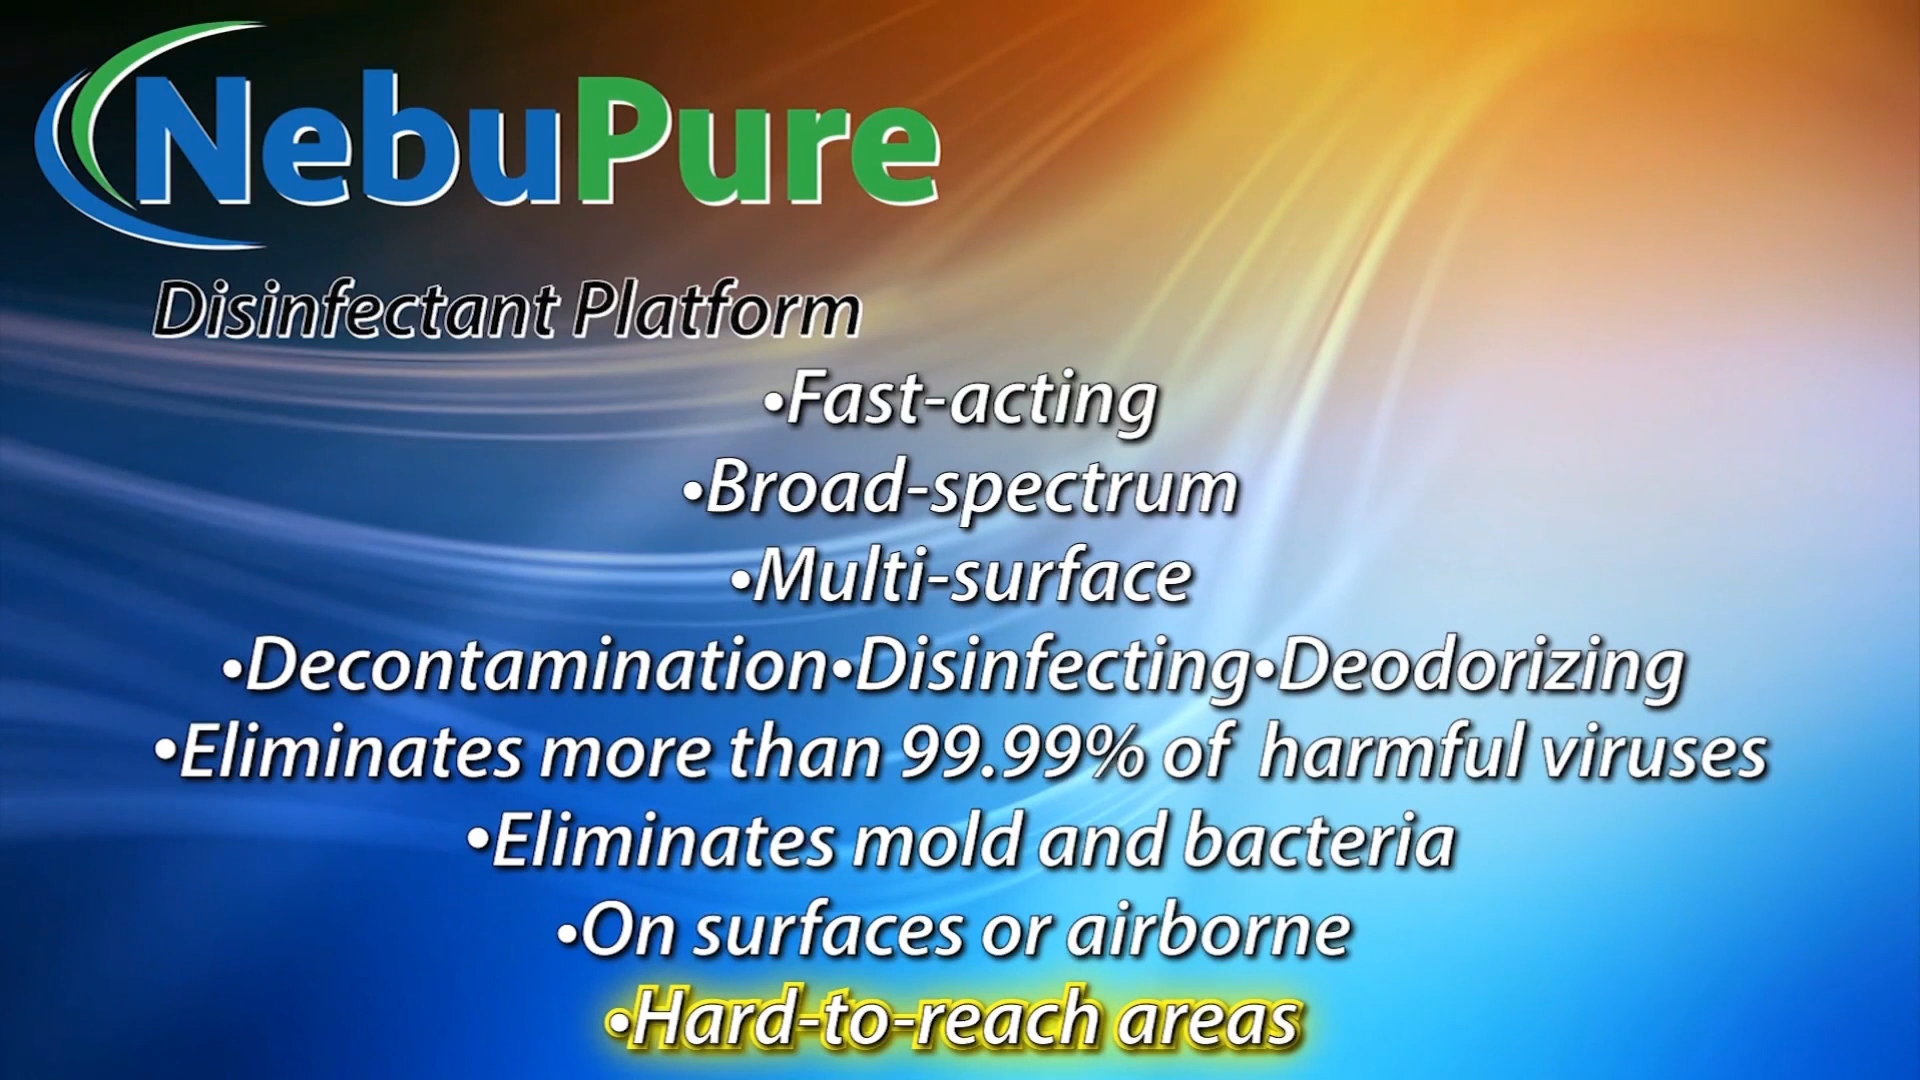 NebuPure
Disinfectant Platform
•Fast-acting
•Broad-spectrum
•Multi-surface
•Decontamination•Disinfecting•Deodorizing
•Eliminates more than 99.99% of harmful viruses
•Eliminates mold and bacteria
•On surfaces or airborne
•Hard-to-reach areas